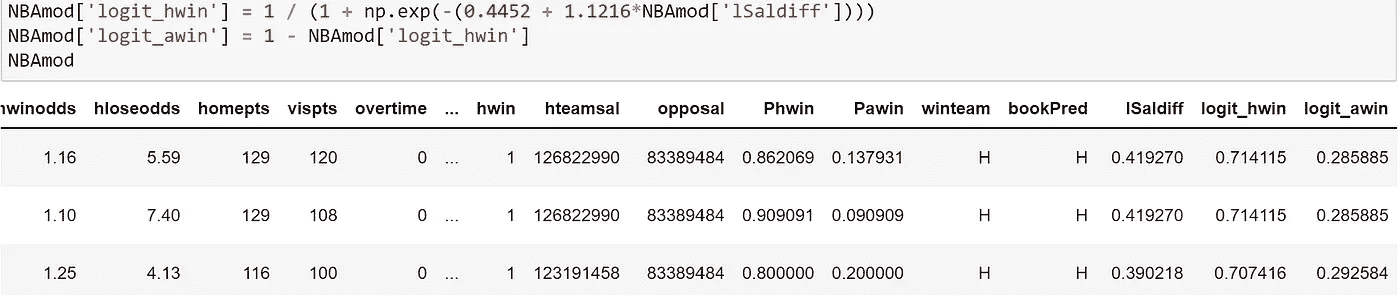 NBAmod['logit_hwin'] = 1 / (1 + np.exp(-(0.4452 + 1.1216*NBAmod['lSaldiff'])))
NBAmod['logit_awin'] = 1 - NBAmod['logit_hwin']
NBAmod
winodds hloseodds homepts vispts overtime ... hwin hteamsal opposal Phwin Pawin winteam bookPred lSaldiff logit_hwin logit_awin
1.16 5.59 129 120 0 ... 1 126822990 83389484 0.862069 0.137931 H H 0.419270 0.714115 0.285885
1.10 7.40 129 108 0 ... 1 126822990 83389484 0.909091 0.090909 H H 0.419270 0.714115 0.285885
1.25 4.13 116 100 0 ... 1 123191458 83389484 0.800000 0.200000 H H 0.390218 0.707416 0.292584